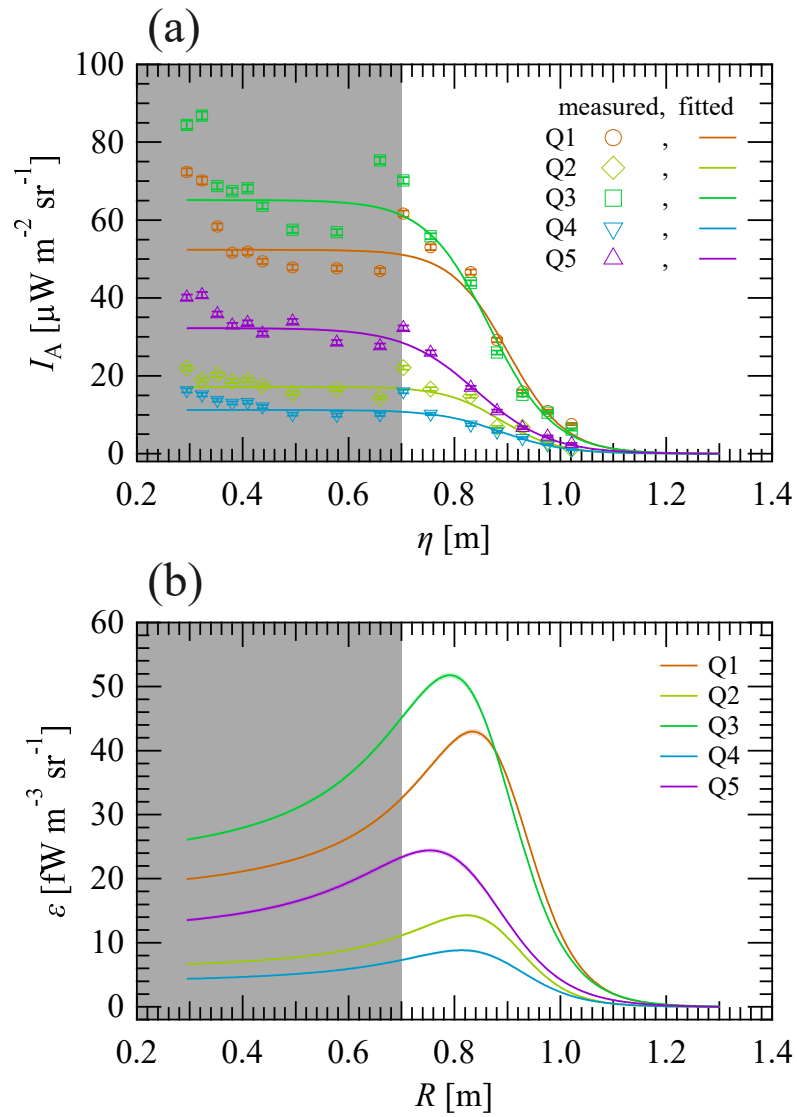 (a)
100
80
60
40
20
0
I_A [μW m⁻² sr⁻¹]
measured, fitted
Q1 ,
Q2 ,
Q3 ,
Q4 ,
Q5 ,
0.2 0.4 0.6 0.8 1.0 1.2 1.4
η [m]
(b)
60
50
40
30
20
10
0
ε [fW m⁻³ sr⁻¹]
Q1
Q2
Q3
Q4
Q5
0.2 0.4 0.6 0.8 1.0 1.2 1.4
R [m]